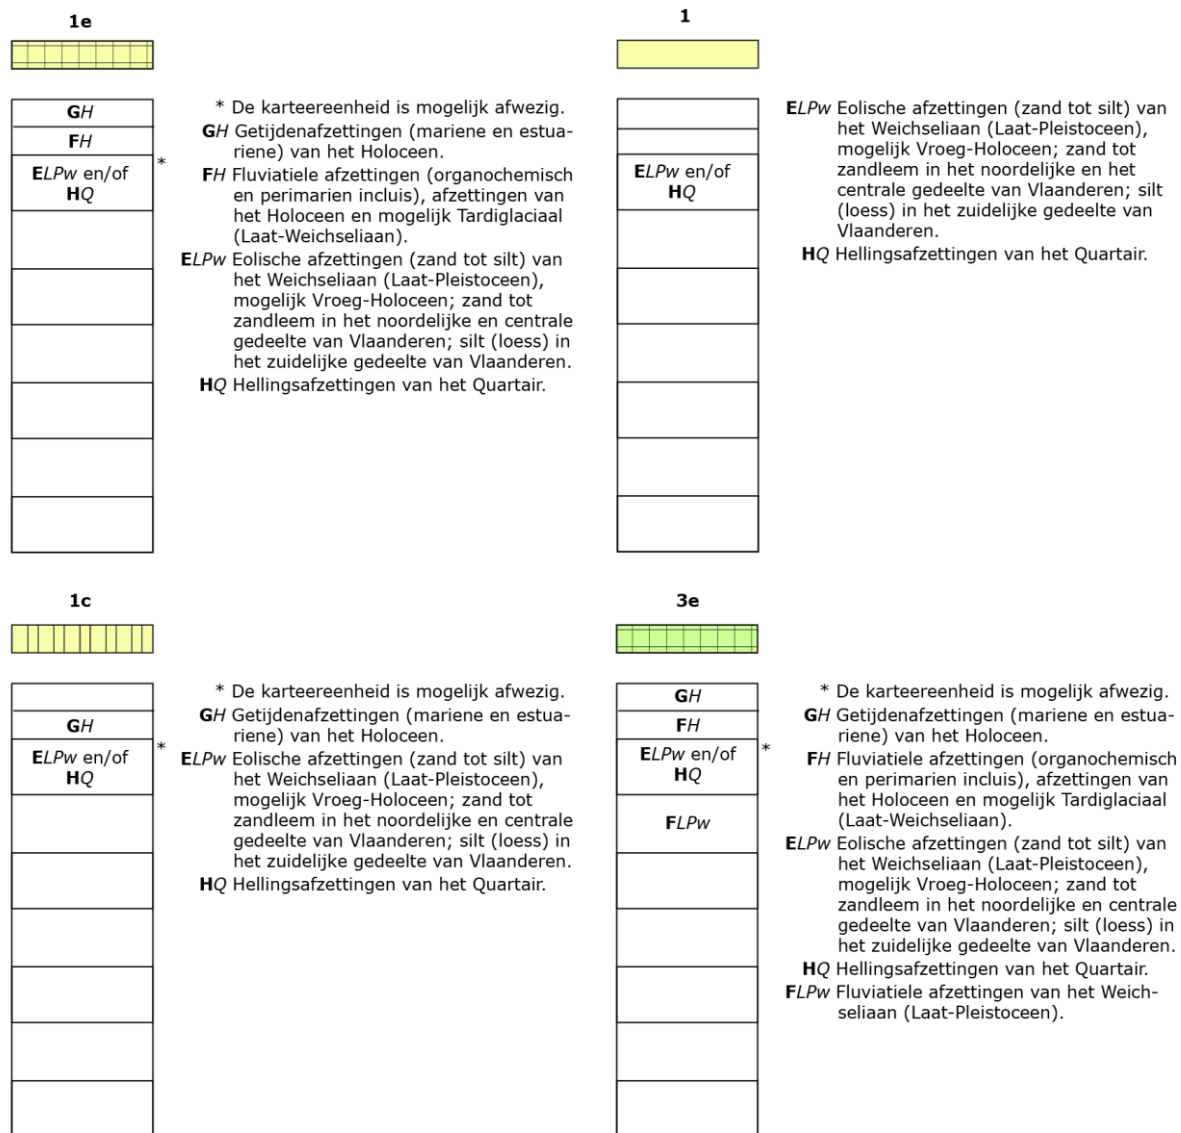 1e
GH
FH
ELPw en/of
HQ
*
* De karteereenheid is mogelijk afwezig.
GH Getijdenafzettingen (mariene en estua-
riene) van het Holoceen.
FH Fluviatiele afzettingen (organochemisch
en perimarien incluis), afzettingen van
het Holoceen en mogelijk Tardiglaciaal
(Laat-Weichseliaan).
ELPw Eolische afzettingen (zand tot silt) van
het Weichseliaan (Laat-Pleistoceen),
mogelijk Vroeg-Holoceen; zand tot
zandleem in het noordelijke en centrale
gedeelte van Vlaanderen; silt (loess) in
het zuidelijke gedeelte van Vlaanderen.
HQ Hellingsafzettingen van het Quartair.
1
ELPw en/of
HQ
ELPw Eolische afzettingen (zand tot silt) van
het Weichseliaan (Laat-Pleistoceen),
mogelijk Vroeg-Holoceen; zand tot
zandleem in het noordelijke en het
centrale gedeelte van Vlaanderen; silt
(loess) in het zuidelijke gedeelte van
Vlaanderen.
HQ Hellingsafzettingen van het Quartair.
1c
GH
ELPw en/of
HQ
*
* De karteereenheid is mogelijk afwezig.
GH Getijdenafzettingen (mariene en estua-
riene) van het Holoceen.
ELPw Eolische afzettingen (zand tot silt) van
het Weichseliaan (Laat-Pleistoceen),
mogelijk Vroeg-Holoceen; zand tot
zandleem in het noordelijke en centrale
gedeelte van Vlaanderen; silt (loess) in
het zuidelijke gedeelte van Vlaanderen.
HQ Hellingsafzettingen van het Quartair.
3e
GH
FH
ELPw en/of
HQ
*
FLPw
* De karteereenheid is mogelijk afwezig.
GH Getijdenafzettingen (mariene en estua-
riene) van het Holoceen.
FH Fluviatiele afzettingen (organochemisch
en perimarien incluis), afzettingen van
het Holoceen en mogelijk Tardiglaciaal
(Laat-Weichseliaan).
ELPw Eolische afzettingen (zand tot silt) van
het Weichseliaan (Laat-Pleistoceen),
mogelijk Vroeg-Holoceen; zand tot
zandleem in het noordelijke en centrale
gedeelte van Vlaanderen; silt (loess) in
het zuidelijke gedeelte van Vlaanderen.
HQ Hellingsafzettingen van het Quartair.
FLPw Fluviatiele afzettingen van het Weich-
seliaan (Laat-Pleistoceen).